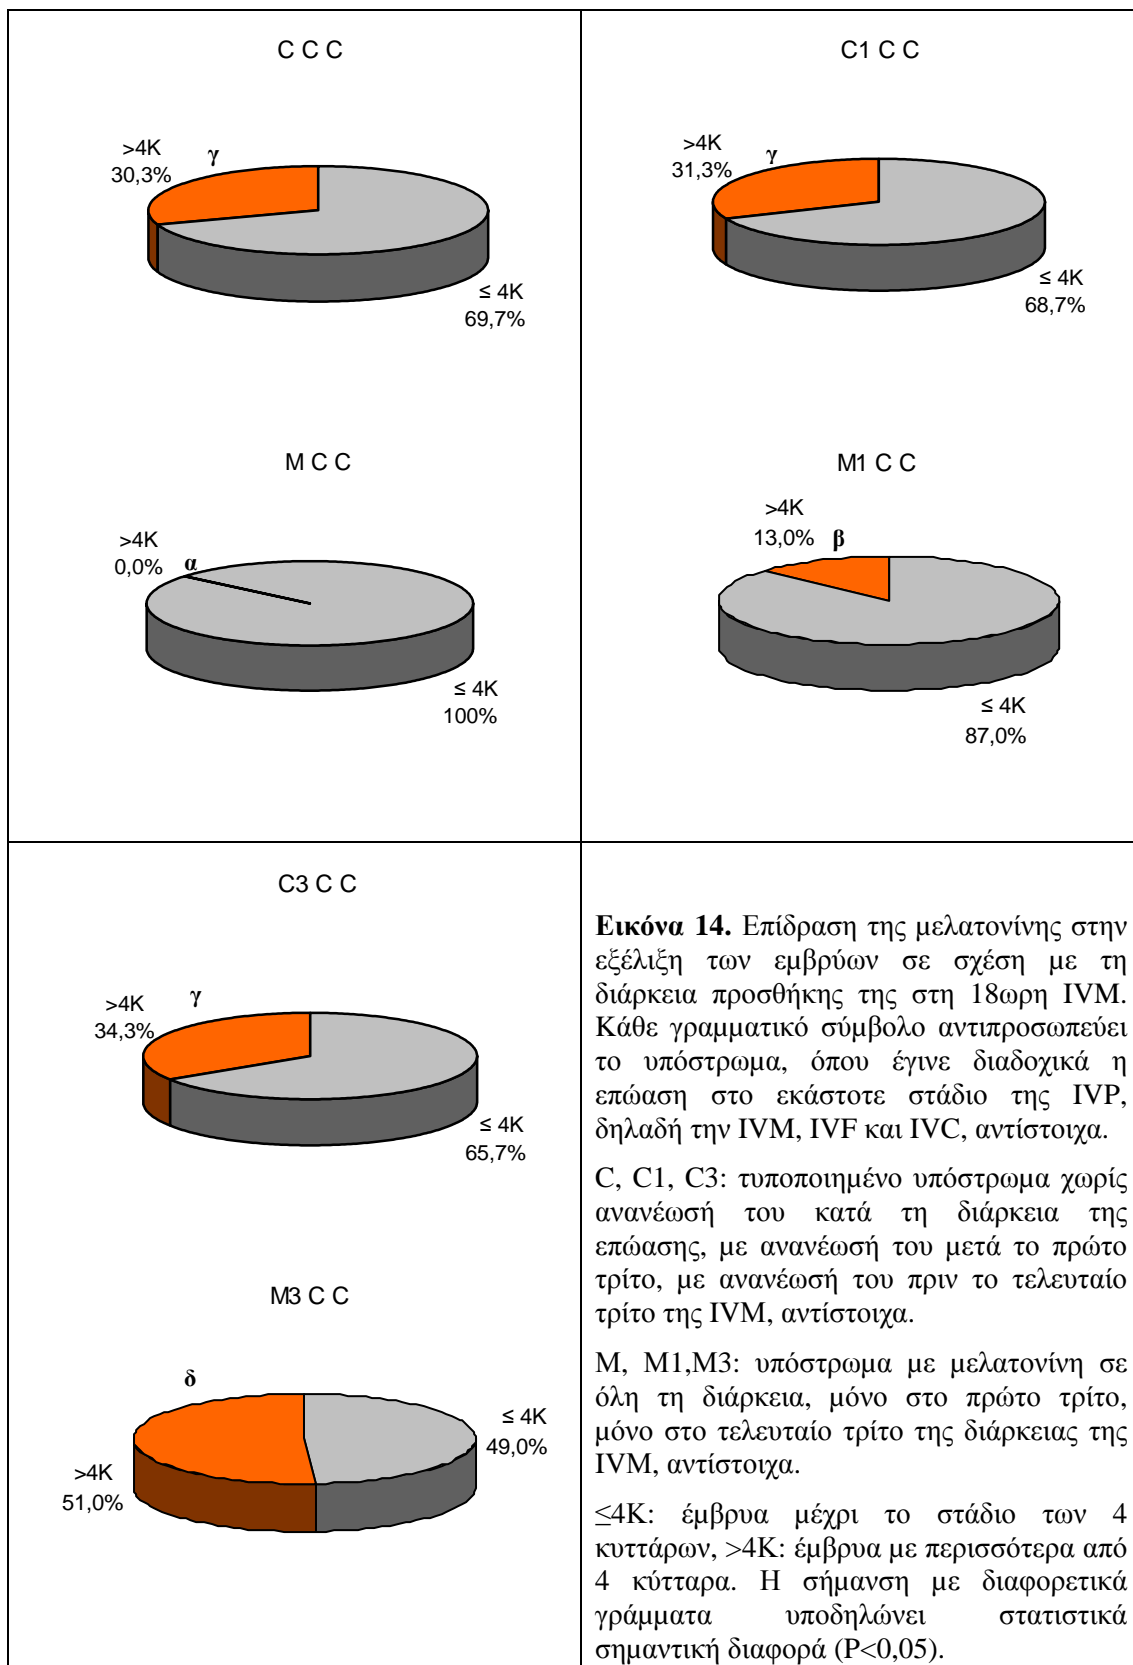 C C C
>4K
30,3%
γ
≤ 4K
69,7%
C1 C C
>4K
31,3%
γ
≤ 4K
68,7%
M C C
>4K
0,0%
α
≤ 4K
100%
M1 C C
>4K
13,0%
β
≤ 4K
87,0%
C3 C C
>4K
34,3%
γ
≤ 4K
65,7%
M3 C C
δ
≤ 4K
49,0%
>4K
51,0%
Εικόνα 14. Επίδραση της μελατονίνης στην
εξέλιξη των εμβρύων σε σχέση με τη
διάρκεια προσθήκης της στη 18ωρη IVM.
Κάθε γραμματικό σύμβολο αντιπροσωπεύει
το υπόστρωμα, όπου έγινε διαδοχικά η
επώαση στο εκάστοτε στάδιο της IVP,
δηλαδή την IVM, IVF και IVC, αντίστοιχα.
C, C1, C3: τυποποιημένο υπόστρωμα χωρίς
ανανέωσή του κατά τη διάρκεια της
επώασης, με ανανέωσή του μετά το πρώτο
τρίτο, με ανανέωσή του πριν το τελευταίο
τρίτο της IVM, αντίστοιχα.
M, M1,M3: υπόστρωμα με μελατονίνη σε
όλη τη διάρκεια, μόνο στο πρώτο τρίτο,
μόνο στο τελευταίο τρίτο της διάρκειας της
IVM, αντίστοιχα.
≤4Κ: έμβρυα μέχρι το στάδιο των 4
κυττάρων, >4Κ: έμβρυα με περισσότερα από
4 κύτταρα. Η σήμανση με διαφορετικά
γράμματα υποδηλώνει στατιστικά
σημαντική διαφορά (P<0,05).